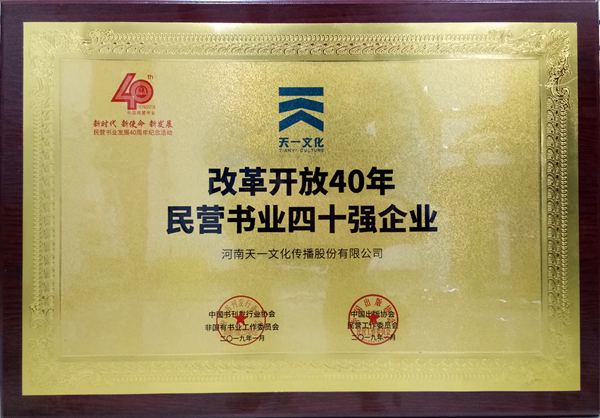 40th
新时代 新使命 新发展
民营书业发展40周年纪念活动
天一文化
TIANYI CULTURE
改革开放40年
民营书业四十强企业
河南天一文化传播股份有限公司
中国书刊发行业协会
非国有书业工作委员会
二〇一九年一月
中国出版协会
民营工作委员会
二〇一九年一月